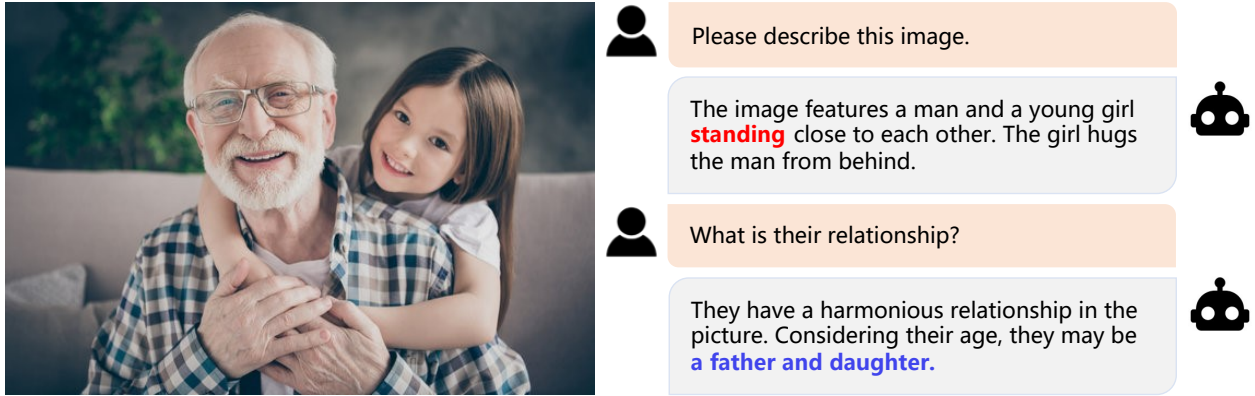 Please describe this image.
The image features a man and a young girl
standing close to each other. The girl hugs
the man from behind.
What is their relationship?
They have a harmonious relationship in the
picture. Considering their age, they may be
a father and daughter.